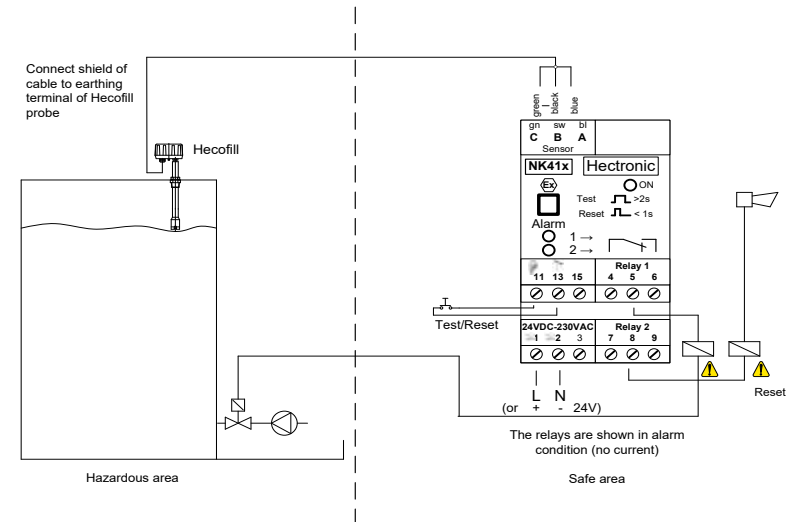 Connect shield of
cable to earthing
terminal of Hecofill
probe
Hecofill
green
black
blue
gn sw bl
C B A
Sensor
NK41x Hectronic
Ex
ON
Test >2s
Reset < 1s
Alarm
1 →
2 →
Relay 1
11 13 15 4 5 6
Test/Reset
24VDC-230VAC Relay 2
1 2 3 7 8 9
L N
(or + - 24V)
Reset
The relays are shown in alarm
condition (no current)
Hazardous area
Safe area